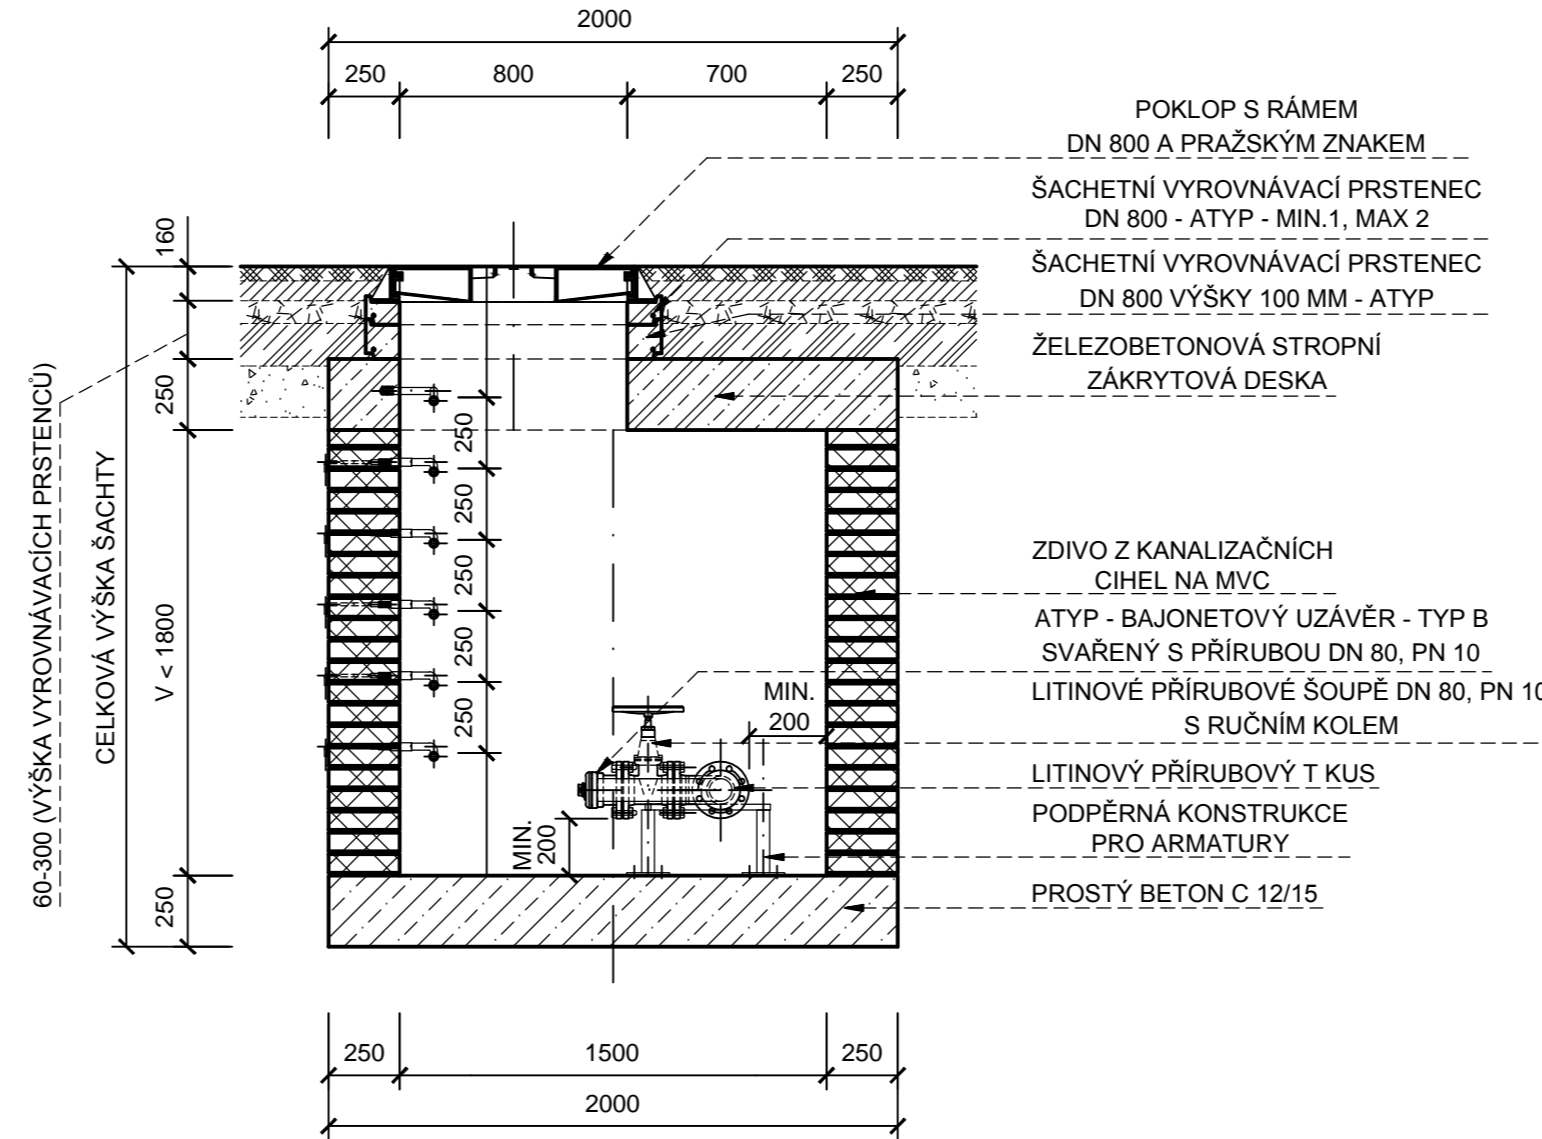 2000
250 800 700 250
POKLOP S RÁMEM
DN 800 A PRAŽSKÝM ZNAKEM
ŠACHETNÍ VYROVNÁVACÍ PRSTENEC
DN 800 - ATYP - MIN.1, MAX 2
ŠACHETNÍ VYROVNÁVACÍ PRSTENEC
DN 800 VÝŠKY 100 MM - ATYP
ŽELEZOBETONOVÁ STROPNÍ
ZÁKRYTOVÁ DESKA
ZDIVO Z KANALIZAČNÍCH
CIHEL NA MVC
ATYP - BAJONETOVÝ UZÁVĚR - TYP B
SVAŘENÝ S PŘÍRUBOU DN 80, PN 10
LITINOVÉ PŘÍRUBOVÉ ŠOUPĚ DN 80, PN 10
S RUČNÍM KOLEM
LITINOVÝ PŘÍRUBOVÝ T KUS
PODPĚRNÁ KONSTRUKCE
PRO ARMATURY
PROSTÝ BETON C 12/15
60-300 (VÝŠKA VYROVNÁVACÍCH PRSTENCŮ)
CELKOVÁ VÝŠKA ŠACHTY
160
250
V < 1800
250
250
250
250
250
250
MIN.
200
MIN.
200
250 1500 250
2000